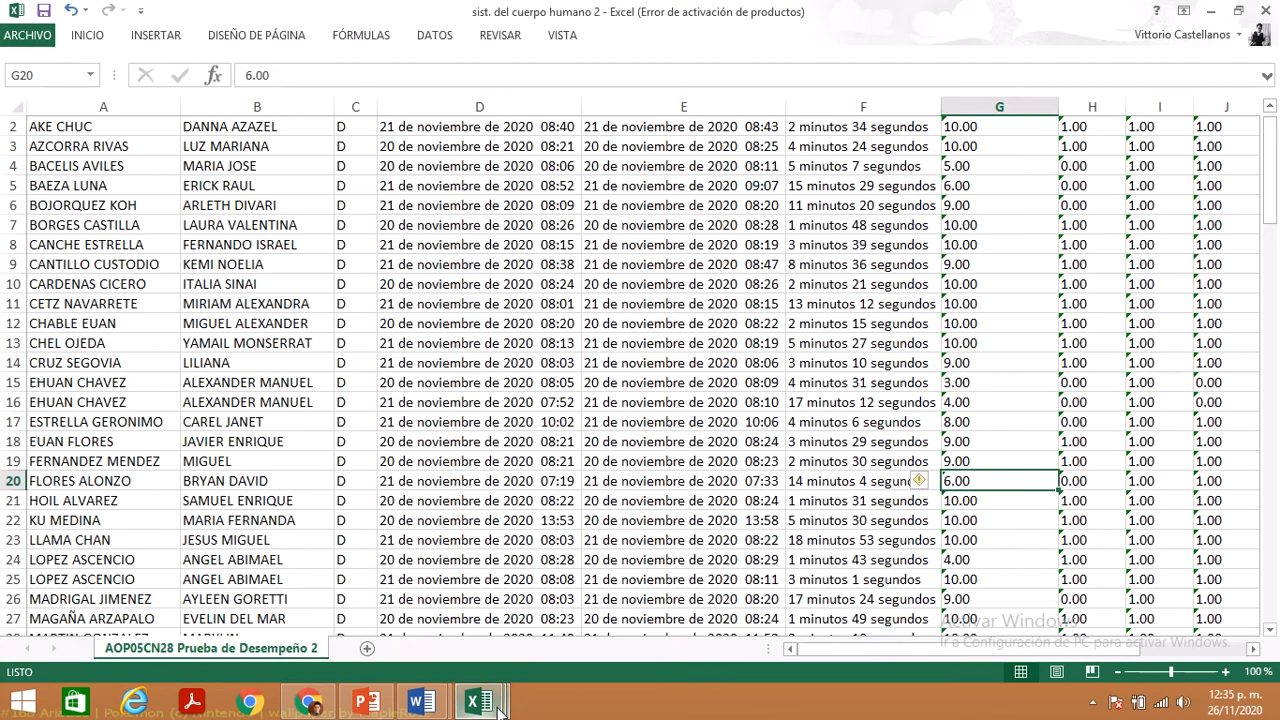 sist. del cuerpo humano 2 - Excel (Error de activación de productos)
ARCHIVO INICIO INSERTAR DISEÑO DE PÁGINA FÓRMULAS DATOS REVISAR VISTA Vittorio Castellanos
G20 fx 6.00
A B C D E F G H I J
2 AKE CHUC DANNA AZAZEL D 21 de noviembre de 2020 08:40 21 de noviembre de 2020 08:43 2 minutos 34 segundos 10.00 1.00 1.00 1.00
3 AZCORRA RIVAS LUZ MARIANA D 20 de noviembre de 2020 08:21 20 de noviembre de 2020 08:25 4 minutos 24 segundos 10.00 1.00 1.00 1.00
4 BACELIS AVILES MARIA JOSE D 20 de noviembre de 2020 08:06 20 de noviembre de 2020 08:11 5 minutos 7 segundos 5.00 0.00 1.00 1.00
5 BAEZA LUNA ERICK RAUL D 21 de noviembre de 2020 08:52 21 de noviembre de 2020 09:07 15 minutos 29 segundos 6.00 0.00 1.00 1.00
6 BOJORQUEZ KOH ARLETH DIVARI D 21 de noviembre de 2020 08:09 21 de noviembre de 2020 08:20 11 minutos 20 segundos 9.00 0.00 1.00 1.00
7 BORGES CASTILLA LAURA VALENTINA D 20 de noviembre de 2020 08:26 20 de noviembre de 2020 08:28 1 minutos 48 segundos 10.00 1.00 1.00 1.00
8 CANCHE ESTRELLA FERNANDO ISRAEL D 21 de noviembre de 2020 08:15 21 de noviembre de 2020 08:19 3 minutos 39 segundos 10.00 1.00 1.00 1.00
9 CANTILLO CUSTODIO KEMI NOELIA D 21 de noviembre de 2020 08:38 21 de noviembre de 2020 08:47 8 minutos 36 segundos 9.00 0.00 1.00 1.00
10 CARDENAS CICERO ITALIA SINAI D 20 de noviembre de 2020 08:24 20 de noviembre de 2020 08:26 2 minutos 21 segundos 10.00 1.00 1.00 1.00
11 CETZ NAVARRETE MIRIAM ALEXANDRA D 21 de noviembre de 2020 08:01 21 de noviembre de 2020 08:15 13 minutos 12 segundos 10.00 1.00 1.00 1.00
12 CHABLE EUAN MIGUEL ALEXANDER D 20 de noviembre de 2020 08:20 20 de noviembre de 2020 08:22 2 minutos 15 segundos 10.00 1.00 1.00 1.00
13 CHEL OJEDA YAMAIL MONSERRAT D 21 de noviembre de 2020 08:13 21 de noviembre de 2020 08:19 5 minutos 27 segundos 10.00 1.00 1.00 1.00
14 CRUZ SEGOVIA LILIANA D 21 de noviembre de 2020 08:03 21 de noviembre de 2020 08:06 3 minutos 10 segundos 9.00 1.00 1.00 1.00
15 EHUAN CHAVEZ ALEXANDER MANUEL D 20 de noviembre de 2020 08:05 20 de noviembre de 2020 08:09 4 minutos 31 segundos 3.00 0.00 1.00 0.00
16 EHUAN CHAVEZ ALEXANDER MANUEL D 21 de noviembre de 2020 07:52 21 de noviembre de 2020 08:10 17 minutos 12 segundos 4.00 0.00 1.00 0.00
17 ESTRELLA GERONIMO CAREL JANET D 21 de noviembre de 2020 10:02 21 de noviembre de 2020 10:06 4 minutos 6 segundos 8.00 0.00 1.00 1.00
18 EUAN FLORES JAVIER ENRIQUE D 20 de noviembre de 2020 08:21 20 de noviembre de 2020 08:24 3 minutos 29 segundos 9.00 0.00 1.00 1.00
19 FERNANDEZ MENDEZ MIGUEL D 20 de noviembre de 2020 08:21 20 de noviembre de 2020 08:23 2 minutos 30 segundos 9.00 1.00 1.00 1.00
20 FLORES ALONZO BRYAN DAVID D 21 de noviembre de 2020 07:19 21 de noviembre de 2020 07:33 14 minutos 4 segun 6.00 0.00 1.00 1.00
21 HOIL ALVAREZ SAMUEL ENRIQUE D 20 de noviembre de 2020 08:22 20 de noviembre de 2020 08:24 1 minutos 31 segundos 10.00 1.00 1.00 1.00
22 KU MEDINA MARIA FERNANDA D 20 de noviembre de 2020 13:53 20 de noviembre de 2020 13:58 5 minutos 30 segundos 10.00 1.00 1.00 1.00
23 LLAMA CHAN JESUS MIGUEL D 21 de noviembre de 2020 08:03 21 de noviembre de 2020 08:22 18 minutos 53 segundos 10.00 1.00 1.00 1.00
24 LOPEZ ASCENCIO ANGEL ABIMAEL D 20 de noviembre de 2020 08:28 20 de noviembre de 2020 08:29 1 minutos 43 segundos 4.00 1.00 1.00 1.00
25 LOPEZ ASCENCIO ANGEL ABIMAEL D 21 de noviembre de 2020 08:08 21 de noviembre de 2020 08:11 3 minutos 1 segundos 10.00 1.00 1.00 1.00
26 MADRIGAL JIMENEZ AYLEEN GORETTI D 21 de noviembre de 2020 08:03 21 de noviembre de 2020 08:20 17 minutos 24 segundos 9.00 0.00 1.00 1.00
27 MAGAÑA ARZAPALO EVELIN DEL MAR D 20 de noviembre de 2020 08:18 20 de noviembre de 2020 08:20 1 minutos 49 segundos 10.00 1.00 1.00 1.00
Activar Windows
Ir a Configuración de PC para activar Windows.
AOP05CN28 Prueba de Desempeño 2
LISTO 100 %
12:35 p. m.
26/11/2020